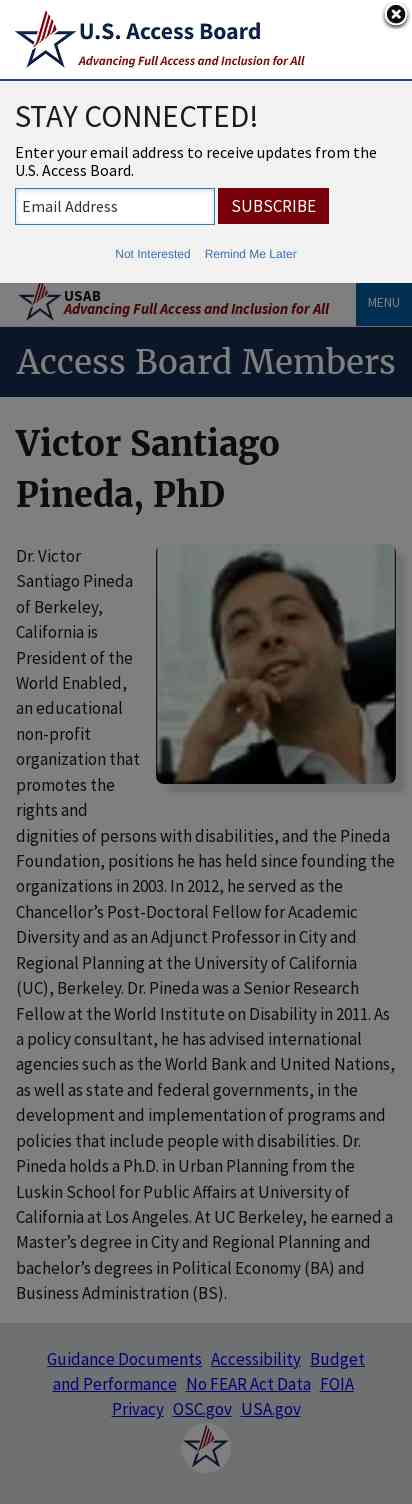 U.S. Access Board
Advancing Full Access and Inclusion for All
STAY CONNECTED!
Enter your email address to receive updates from the
U.S. Access Board.
Email Address
SUBSCRIBE
Not Interested Remind Me Later
USAB
Advancing Full Access and Inclusion for All
MENU
Access Board Members
Victor Santiago
Pineda, PhD
Dr. Victor
Santiago Pineda
of Berkeley,
California is
President of the
World Enabled,
an educational
non-profit
organization that
promotes the
rights and
dignities of persons with disabilities, and the Pineda
Foundation, positions he has held since founding the
organizations in 2003. In 2012, he served as the
Chancellor’s Post-Doctoral Fellow for Academic
Diversity and as an Adjunct Professor in City and
Regional Planning at the University of California
(UC), Berkeley. Dr. Pineda was a Senior Research
Fellow at the World Institute on Disability in 2011. As
a policy consultant, he has advised international
agencies such as the World Bank and United Nations,
as well as state and federal governments, in the
development and implementation of programs and
policies that include people with disabilities. Dr.
Pineda holds a Ph.D. in Urban Planning from the
Luskin School for Public Affairs at University of
California at Los Angeles. At UC Berkeley, he earned a
Master’s degree in City and Regional Planning and
bachelor’s degrees in Political Economy (BA) and
Business Administration (BS).
Guidance Documents Accessibility Budget
and Performance No FEAR Act Data FOIA
Privacy OSC.gov USA.gov